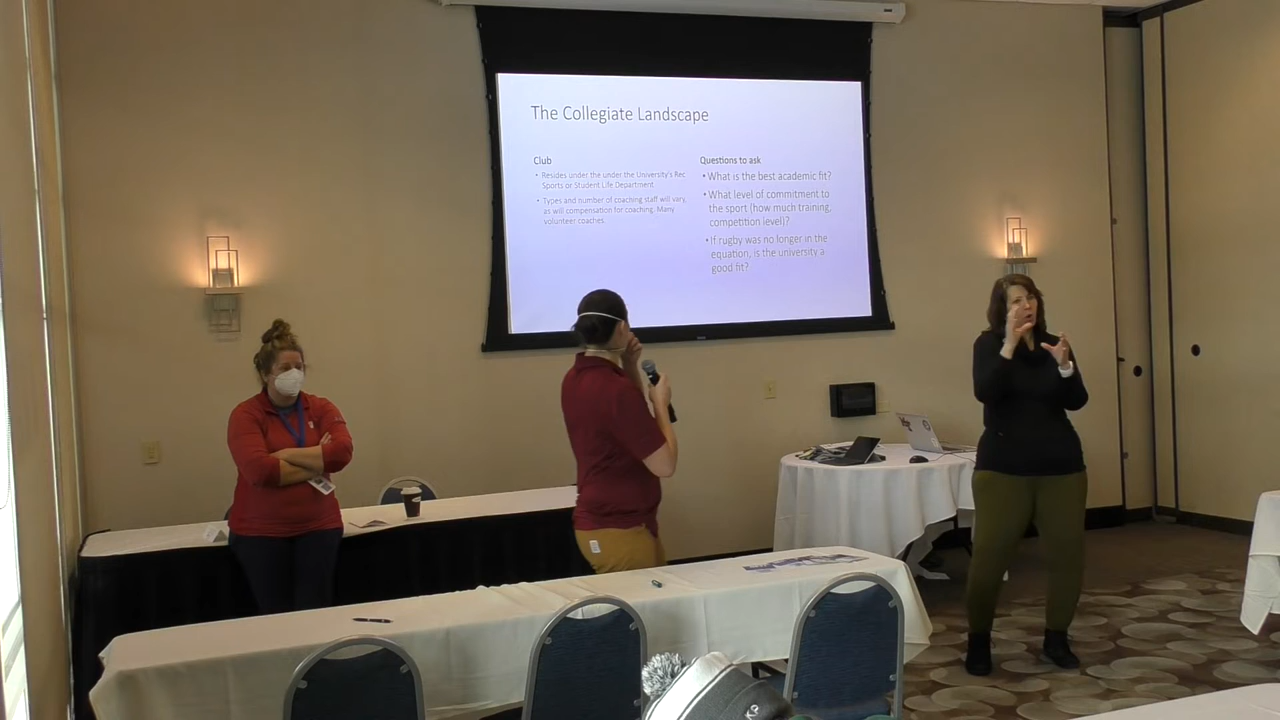 The Collegiate Landscape
Club
• Resides under the under the University's Rec
Sports or Student Life Department
• Types and number of coaching staff will vary,
as will compensation for coaching. Many
volunteer coaches.
Questions to ask
• What is the best academic fit?
• What level of commitment to
the sport (how much training,
competition level)?
• If rugby was no longer in the
equation, is the university a
good fit?
KP